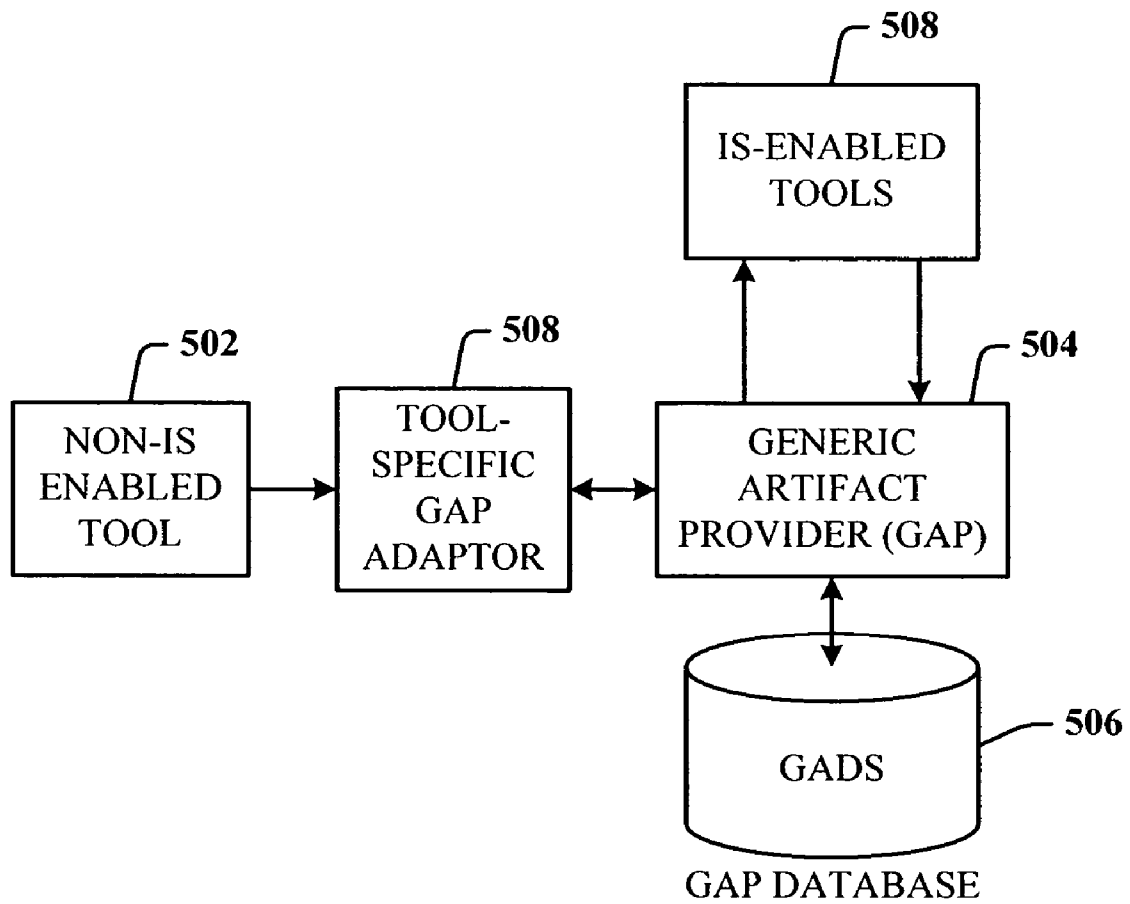 508
IS-ENABLED
TOOLS
502
NON-IS
ENABLED
TOOL
508
TOOL-
SPECIFIC
GAP
ADAPTOR
504
GENERIC
ARTIFACT
PROVIDER (GAP)
506
GADS
GAP DATABASE